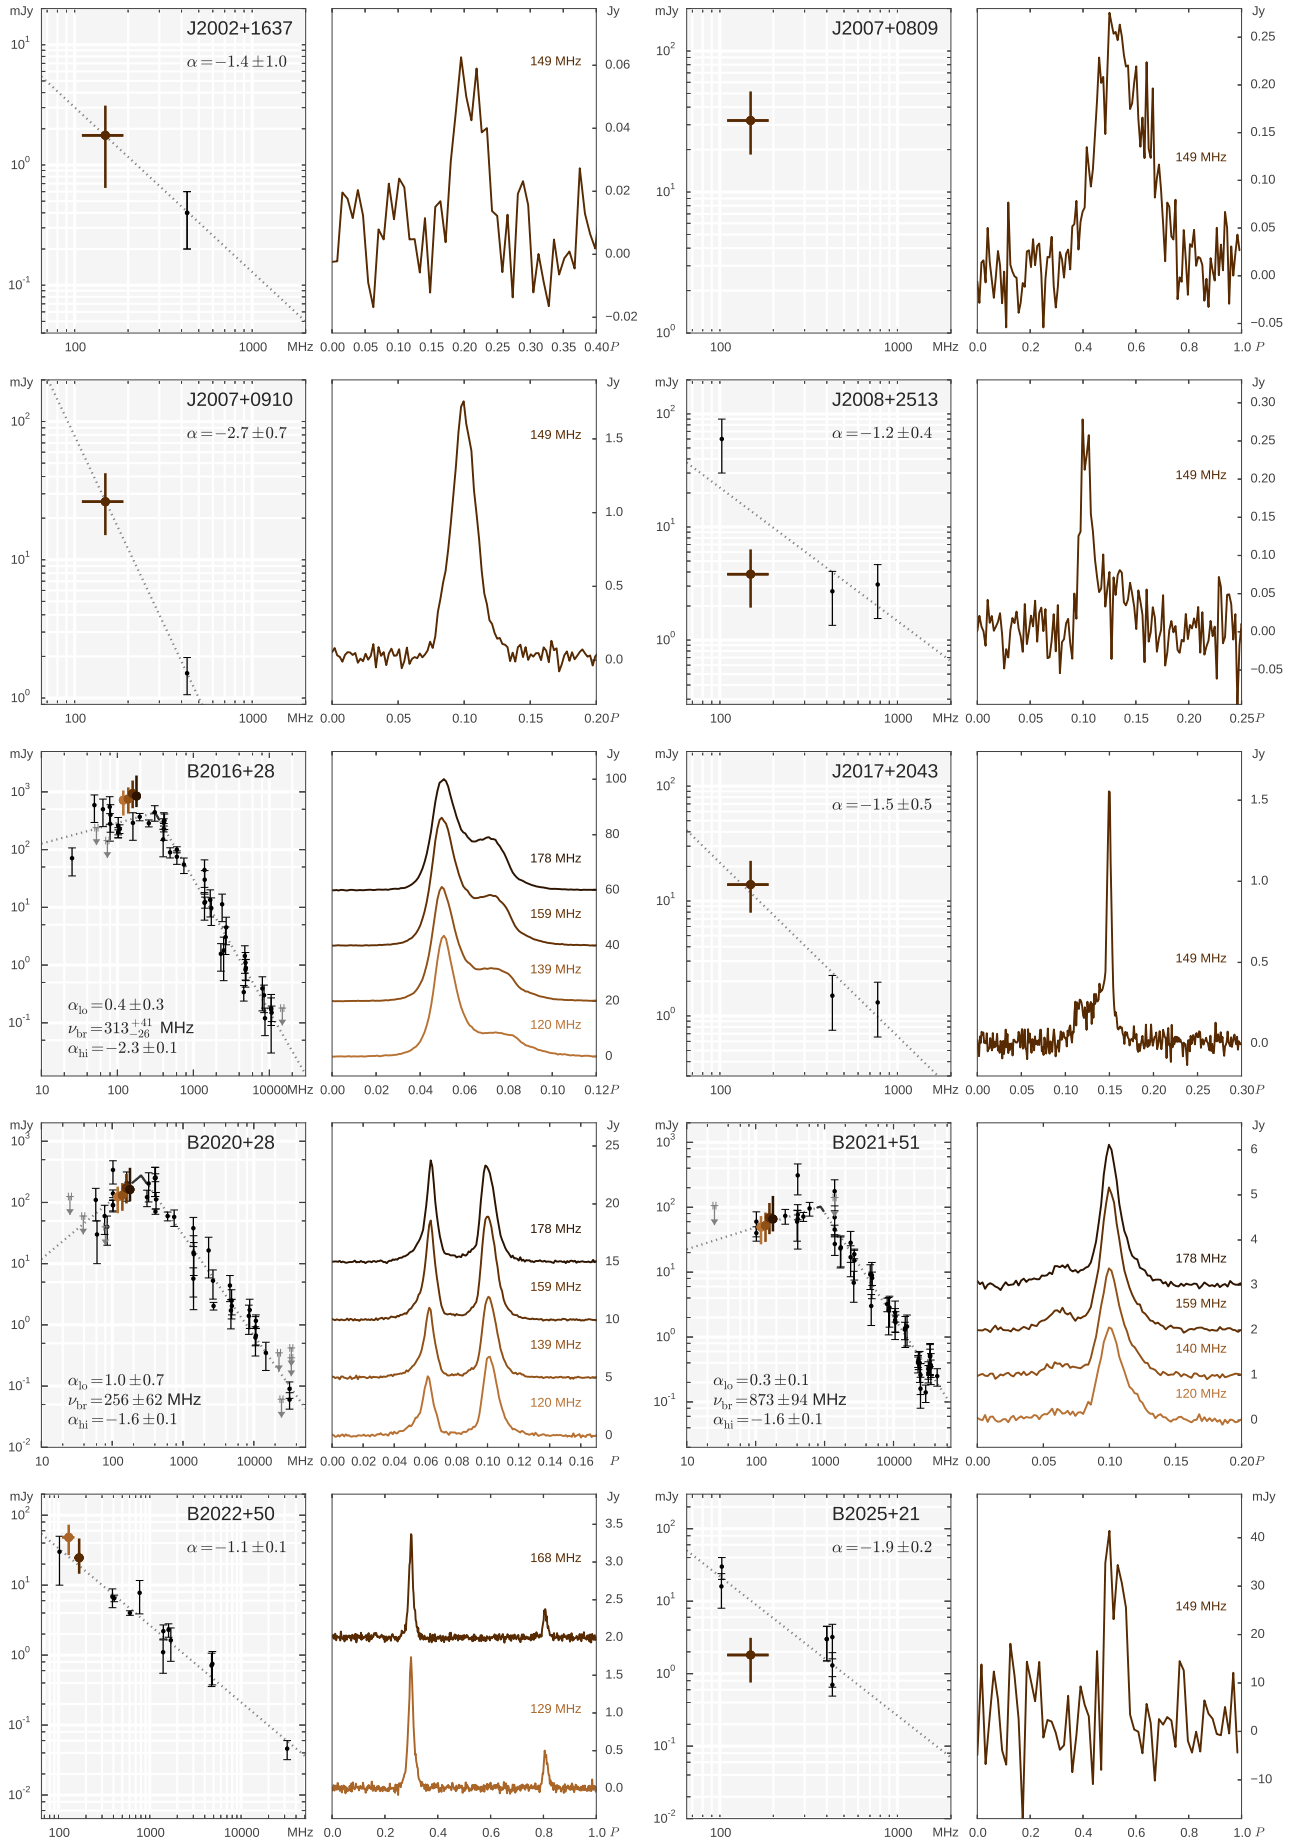 mJy
J2002+1637
α = −1.4 ± 1.0
10¹
10⁰
10⁻¹
100 1000 MHz
Jy
149 MHz
0.06
0.04
0.02
0.00
−0.02
0.00 0.05 0.10 0.15 0.20 0.25 0.30 0.35 0.40 P
mJy
J2007+0809
10²
10¹
10⁰
100 1000 MHz
Jy
149 MHz
0.25
0.20
0.15
0.10
0.05
0.00
−0.05
0.0 0.2 0.4 0.6 0.8 1.0 P
mJy
J2007+0910
α = −2.7 ± 0.7
10²
10¹
10⁰
100 1000 MHz
Jy
149 MHz
1.5
1.0
0.5
0.0
0.00 0.05 0.10 0.15 0.20 P
mJy
J2008+2513
α = −1.2 ± 0.4
10²
10¹
10⁰
100 1000 MHz
Jy
149 MHz
0.30
0.25
0.20
0.15
0.10
0.05
0.00
−0.05
0.00 0.05 0.10 0.15 0.20 0.25 P
mJy
B2016+28
10³
10²
10¹
10⁰
10⁻¹
α_lo = 0.4 ± 0.3
ν_br = 313 +41 −26 MHz
α_hi = −2.3 ± 0.1
10 100 1000 10000 MHz
Jy
100
80
60
40
20
0
178 MHz
159 MHz
139 MHz
120 MHz
0.00 0.02 0.04 0.06 0.08 0.10 0.12 P
mJy
J2017+2043
α = −1.5 ± 0.5
10²
10¹
10⁰
100 1000 MHz
Jy
149 MHz
1.5
1.0
0.5
0.0
0.00 0.05 0.10 0.15 0.20 0.25 0.30 P
mJy
B2020+28
10³
10²
10¹
10⁰
10⁻¹
10⁻²
α_lo = 1.0 ± 0.7
ν_br = 256 ± 62 MHz
α_hi = −1.6 ± 0.1
10 100 1000 10000 MHz
Jy
25
20
15
10
5
0
178 MHz
159 MHz
139 MHz
120 MHz
0.00 0.02 0.04 0.06 0.08 0.10 0.12 0.14 0.16 P
mJy
B2021+51
10³
10²
10¹
10⁰
10⁻¹
α_lo = 0.3 ± 0.1
ν_br = 873 ± 94 MHz
α_hi = −1.6 ± 0.1
10 100 1000 10000 MHz
Jy
6
5
4
3
2
1
0
178 MHz
159 MHz
140 MHz
120 MHz
0.00 0.05 0.10 0.15 0.20 P
mJy
B2022+50
α = −1.1 ± 0.1
10²
10¹
10⁰
10⁻¹
10⁻²
100 1000 10000 MHz
Jy
3.5
3.0
2.5
2.0
1.5
1.0
0.5
0.0
168 MHz
129 MHz
0.0 0.2 0.4 0.6 0.8 1.0 P
mJy
B2025+21
α = −1.9 ± 0.2
10²
10¹
10⁰
10⁻¹
10⁻²
100 1000 MHz
mJy
149 MHz
40
30
20
10
0
−10
0.0 0.2 0.4 0.6 0.8 1.0 P